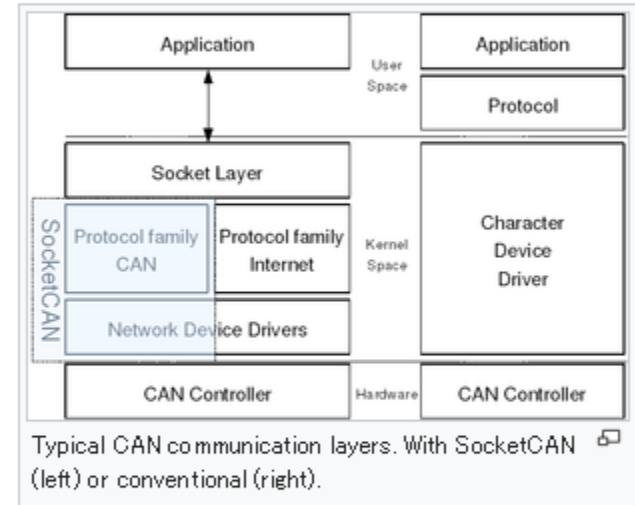 Application
User
Space
Application
Protocol
Socket Layer
SocketCAN
Protocol family
CAN
Protocol family
Internet
Kernel
Space
Character
Device
Driver
Network Device Drivers
CAN Controller
Hardware
CAN Controller
Typical CAN communication layers. With SocketCAN
(left) or conventional (right).